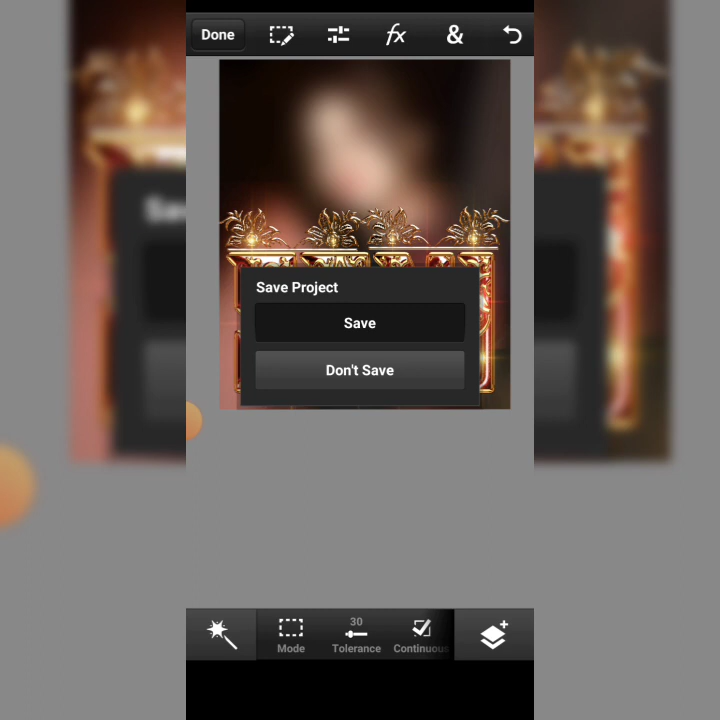 Done
fx
&
Save Project
Save
Don't Save
30
Mode
Tolerance
Continuous